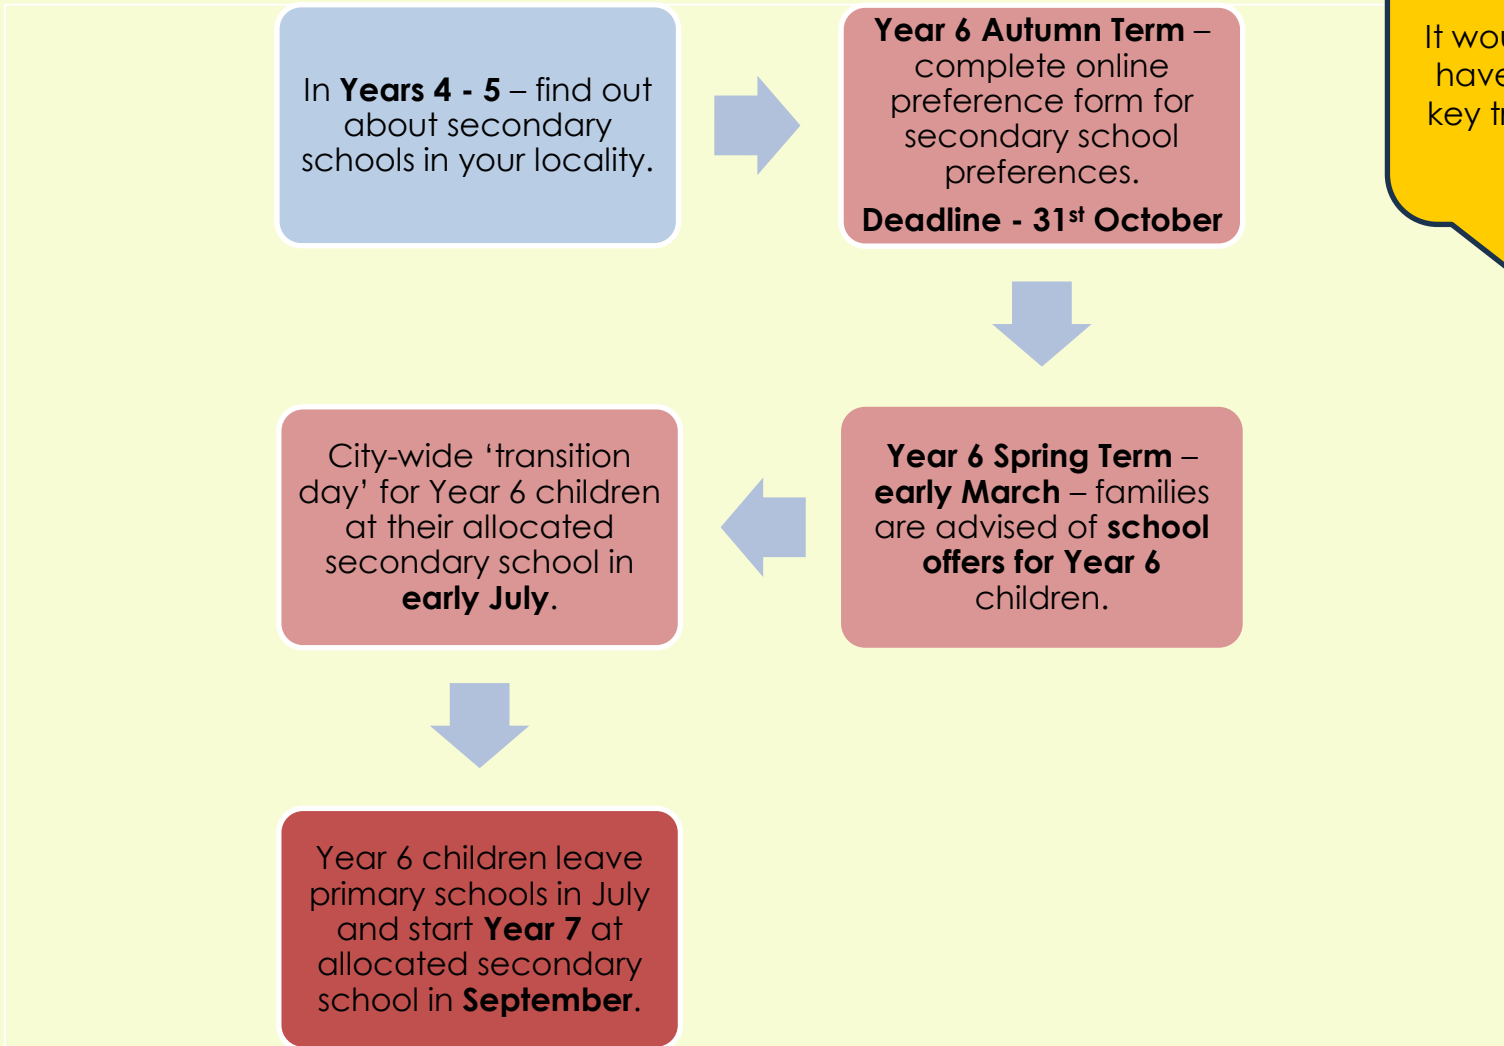 In Years 4 - 5 – find out
about secondary
schools in your locality.
Year 6 Autumn Term –
complete online
preference form for
secondary school
preferences.
Deadline - 31st October
It
have
key
Year 6 Spring Term –
early March – families
are advised of school
offers for Year 6
children.
City-wide ‘transition
day’ for Year 6 children
at their allocated
secondary school in
early July.
Year 6 children leave
primary schools in July
and start Year 7 at
allocated secondary
school in September.